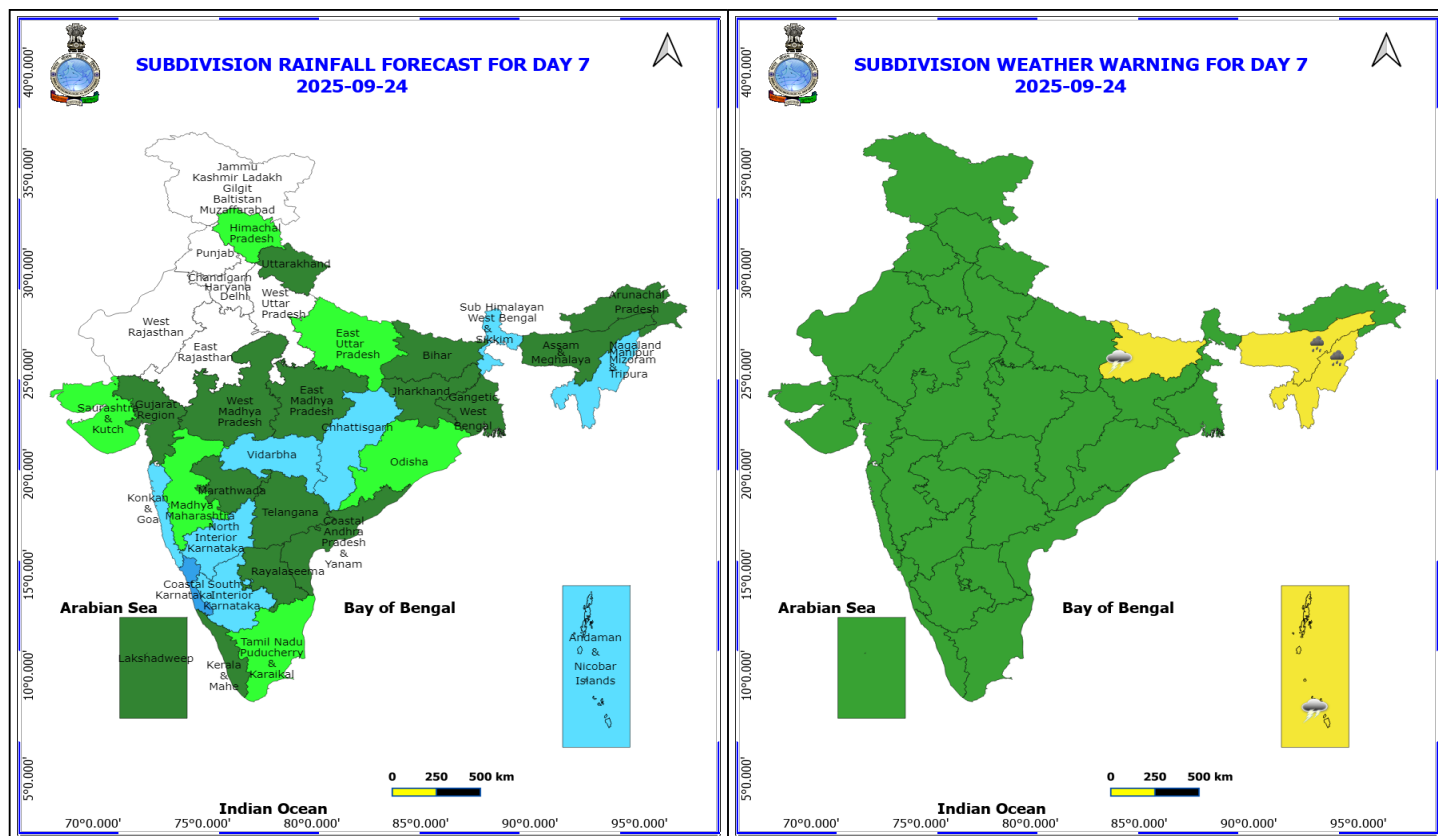 SUBDIVISION RAINFALL FORECAST FOR DAY 7
2025-09-24
40°0.000'
35°0.000'
30°0.000'
25°0.000'
20°0.000'
15°0.000'
10°0.000'
5°0.000'
Jammu
Kashmir Ladakh
Gilgit
Baltistan
Muzaffarabad
Himachal
Pradesh
Punjab
Uttarakhand
Chandigarh
Haryana
Delhi
West
Uttar
Pradesh
West
Rajasthan
East
Rajasthan
East
Uttar
Pradesh
Bihar
Sub Himalayan
West Bengal
&
Sikkim
Arunachal
Pradesh
Assam
&
Meghalaya
Nagaland
Manipur
Mizoram
&
Tripura
Saurashtra
&
Kutch
Gujarat
Region
West
Madhya
Pradesh
East
Madhya
Pradesh
Jharkhand
Gangetic
West
Bengal
Chhattisgarh
Vidarbha
Odisha
Konkan
&
Goa
Madhya
Maharashtra
Marathwada
Telangana
North
Interior
Karnataka
Coastal
Andhra
Pradesh
&
Yanam
Rayalaseema
Coastal
Karnataka
South
Interior
Karnataka
Arabian Sea
Bay of Bengal
Lakshadweep
Kerala
&
Mahe
Tamil Nadu
Puducherry
&
Karaikal
Andaman
&
Nicobar
Islands
0 250 500 km
Indian Ocean
70°0.000' 75°0.000' 80°0.000' 85°0.000' 90°0.000' 95°0.000'
SUBDIVISION WEATHER WARNING FOR DAY 7
2025-09-24
40°0.000'
35°0.000'
30°0.000'
25°0.000'
20°0.000'
15°0.000'
10°0.000'
5°0.000'
Arabian Sea
Bay of Bengal
0 250 500 km
Indian Ocean
70°0.000' 75°0.000' 80°0.000' 85°0.000' 90°0.000' 95°0.000'